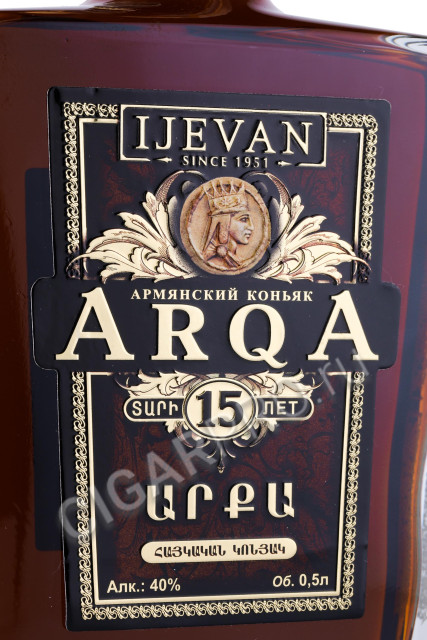 IJEVAN
SINCE 1951
АРМЯНСКИЙ КОНЬЯК
ARQA
ՏԱՐԻ 15 ЛЕТ
ԱՐՔԱ
ՀԱՅԿԱԿԱՆ ԿՈՆՅԱԿ
Алк.: 40% Об. 0,5л